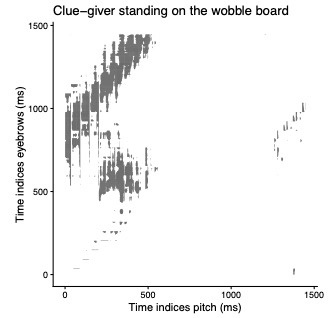 Clue−giver standing on the wobble board
Time indices eyebrows (ms)
1500
1000
500
0
0 500 1000 1500
Time indices pitch (ms)